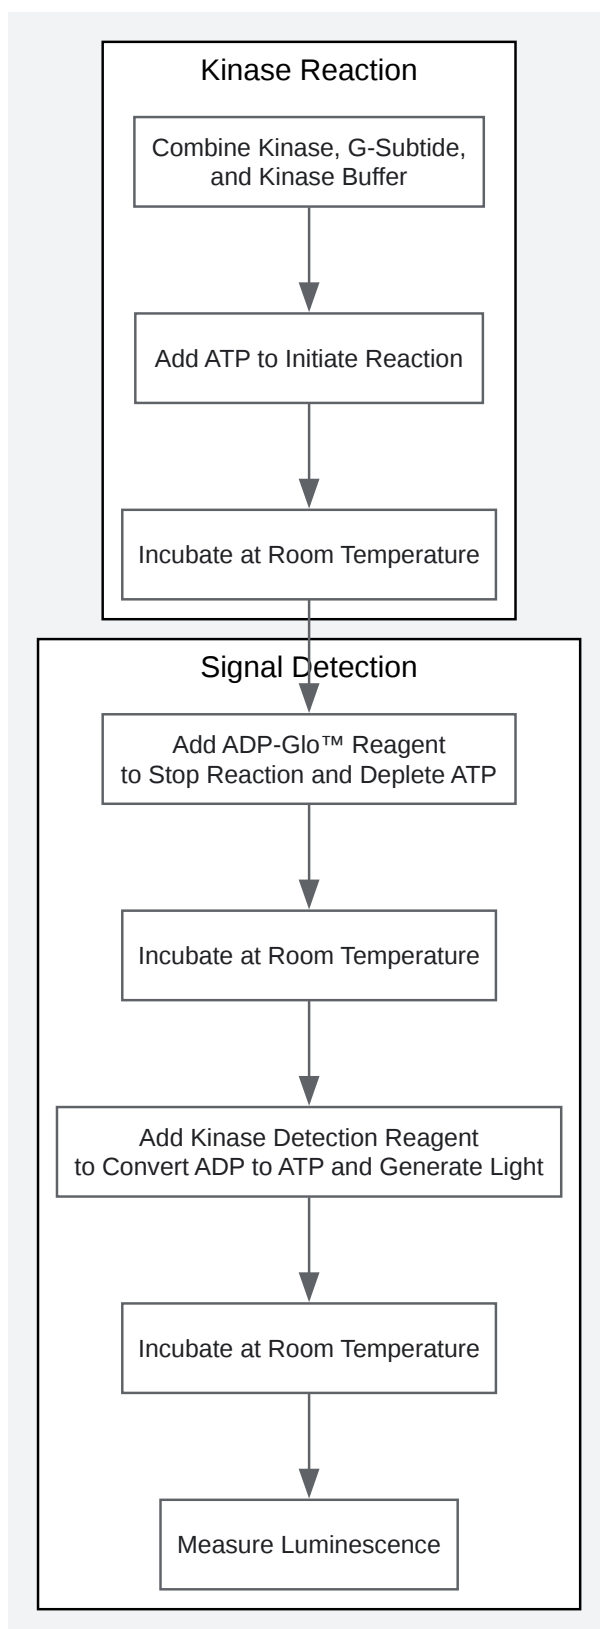 Kinase Reaction
Combine Kinase, G-Subtide,
and Kinase Buffer
Add ATP to Initiate Reaction
Incubate at Room Temperature
Signal Detection
Add ADP-Glo™ Reagent
to Stop Reaction and Deplete ATP
Incubate at Room Temperature
Add Kinase Detection Reagent
to Convert ADP to ATP and Generate Light
Incubate at Room Temperature
Measure Luminescence